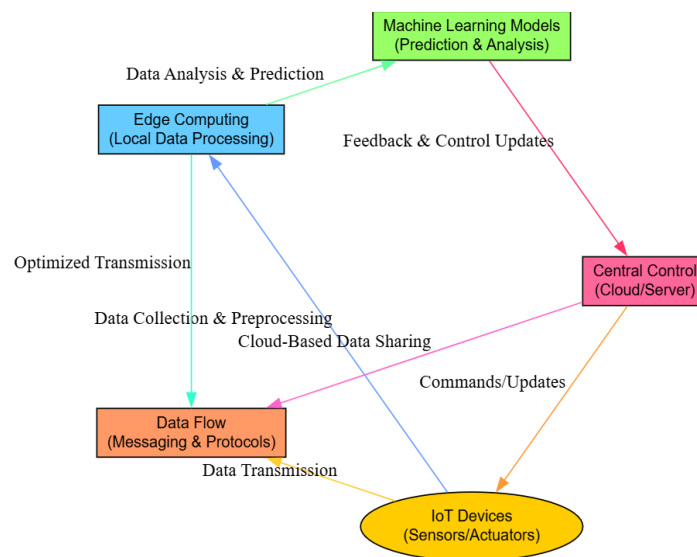 Machine Learning Models
(Prediction & Analysis)
Data Analysis & Prediction
Edge Computing
(Local Data Processing)
Feedback & Control Updates
Optimized Transmission
Central Control
(Cloud/Server)
Data Collection & Preprocessing
Cloud-Based Data Sharing
Commands/Updates
Data Flow
(Messaging & Protocols)
Data Transmission
IoT Devices
(Sensors/Actuators)